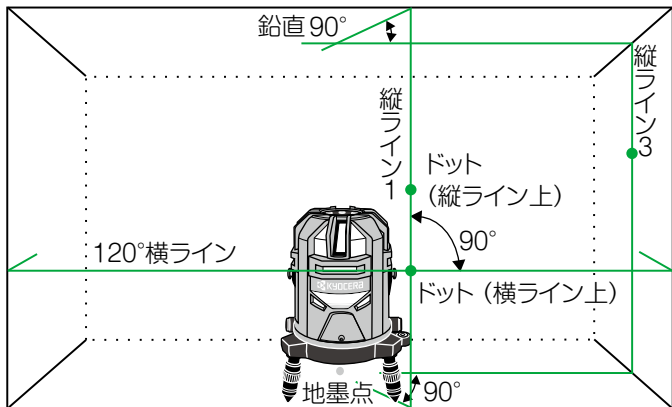 鉛直90°
縦ライン1
縦ライン3
ドット
（縦ライン上）
90°
120°横ライン
KYOCERA
ドット（横ライン上）
地墨点
90°